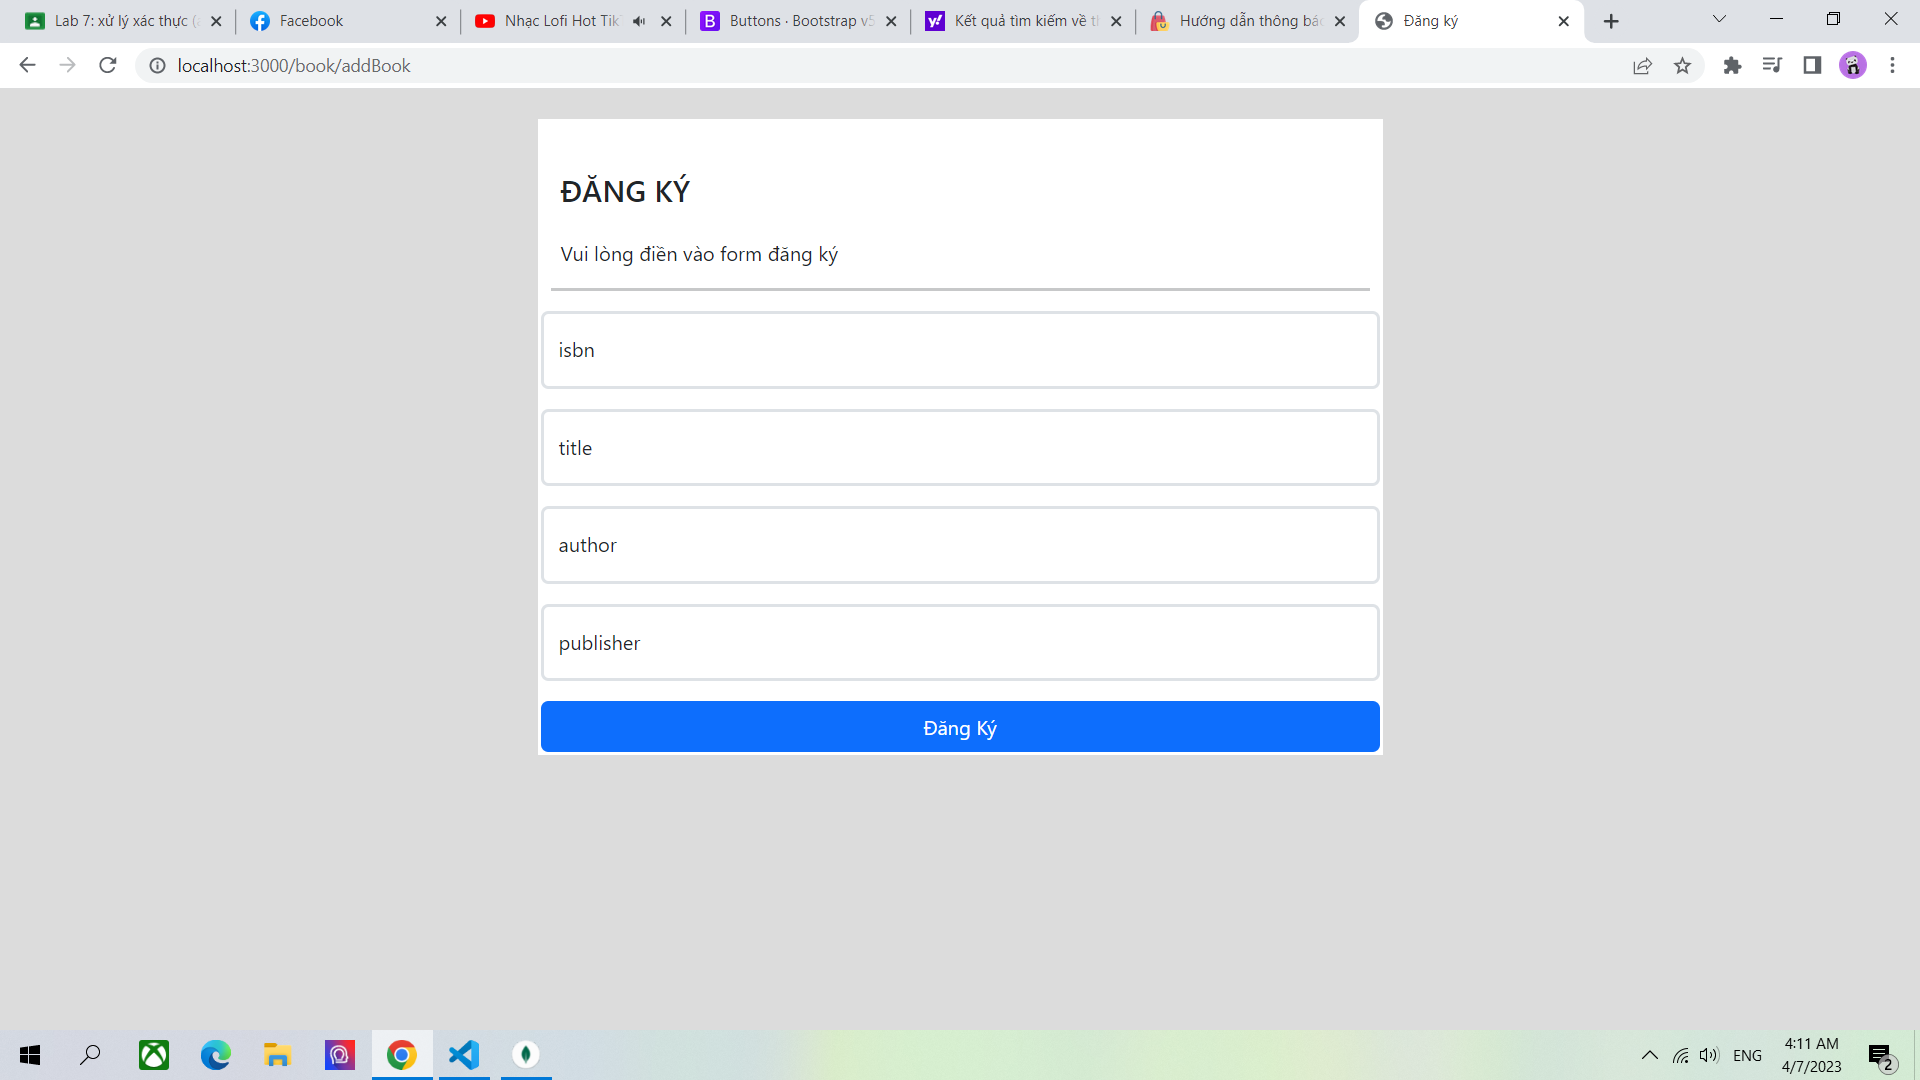 Lab 7: xử lý xác thực
Facebook
Nhạc Lofi Hot Tik
Buttons · Bootstrap v5
Kết quả tìm kiếm về
Hướng dẫn thông báo
Đăng ký
localhost:3000/book/addBook
ĐĂNG KÝ
Vui lòng điền vào form đăng ký
isbn
title
author
publisher
Đăng Ký
ENG
4:11 AM
4/7/2023
2